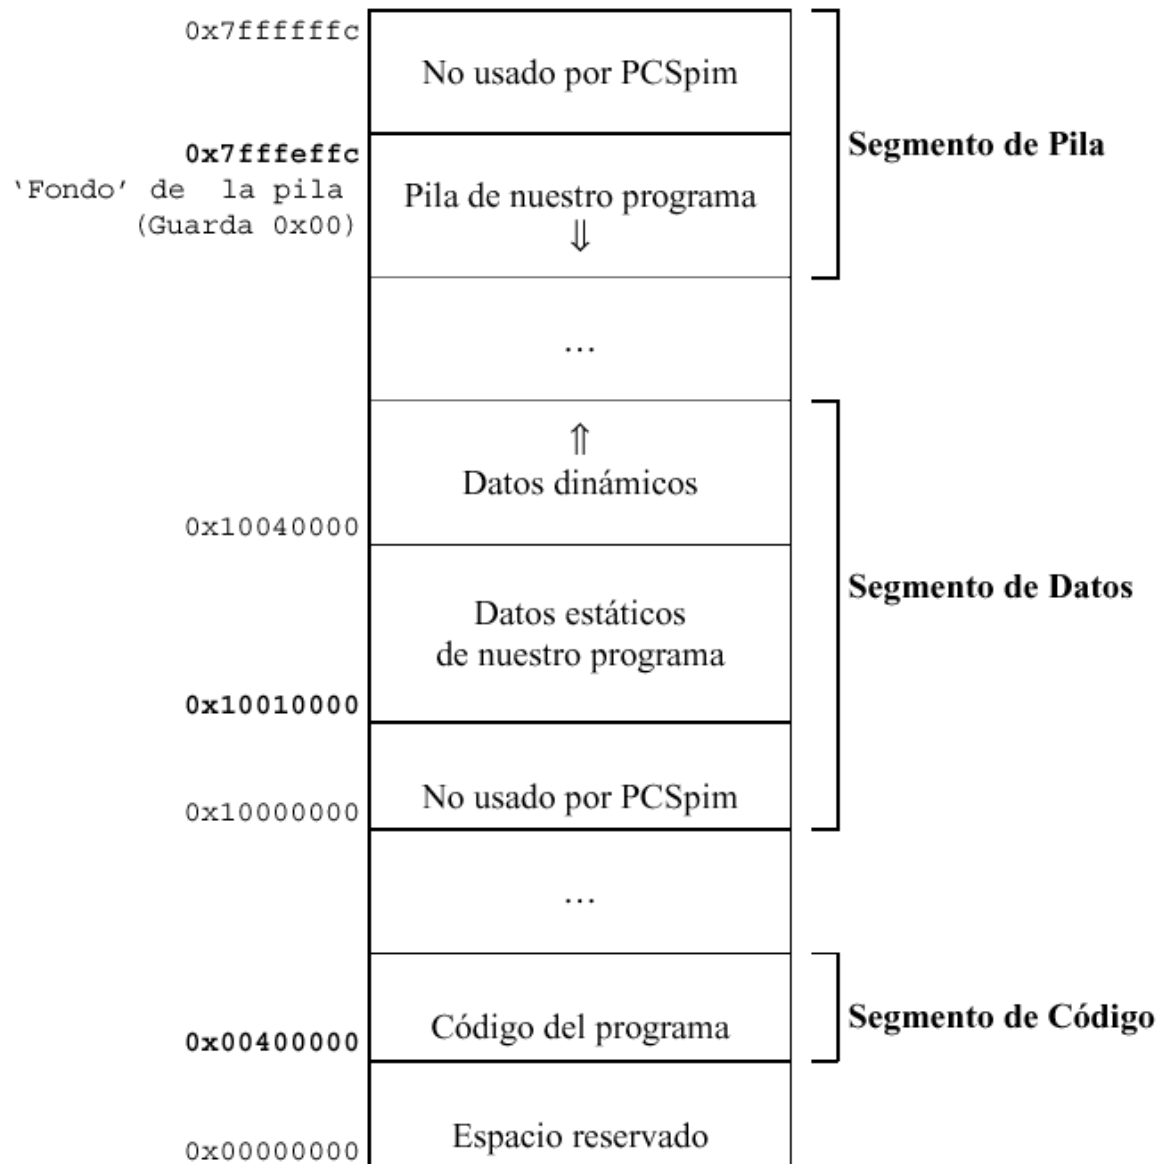 0x7ffffffc
No usado por PCSpim
Segmento de Pila
0x7fffeffc
'Fondo' de la pila
(Guarda 0x00)
Pila de nuestro programa
⇓
...
⇑
Datos dinámicos
0x10040000
Segmento de Datos
Datos estáticos
de nuestro programa
0x10010000
No usado por PCSpim
0x10000000
...
Segmento de Código
Código del programa
0x00400000
Espacio reservado
0x00000000